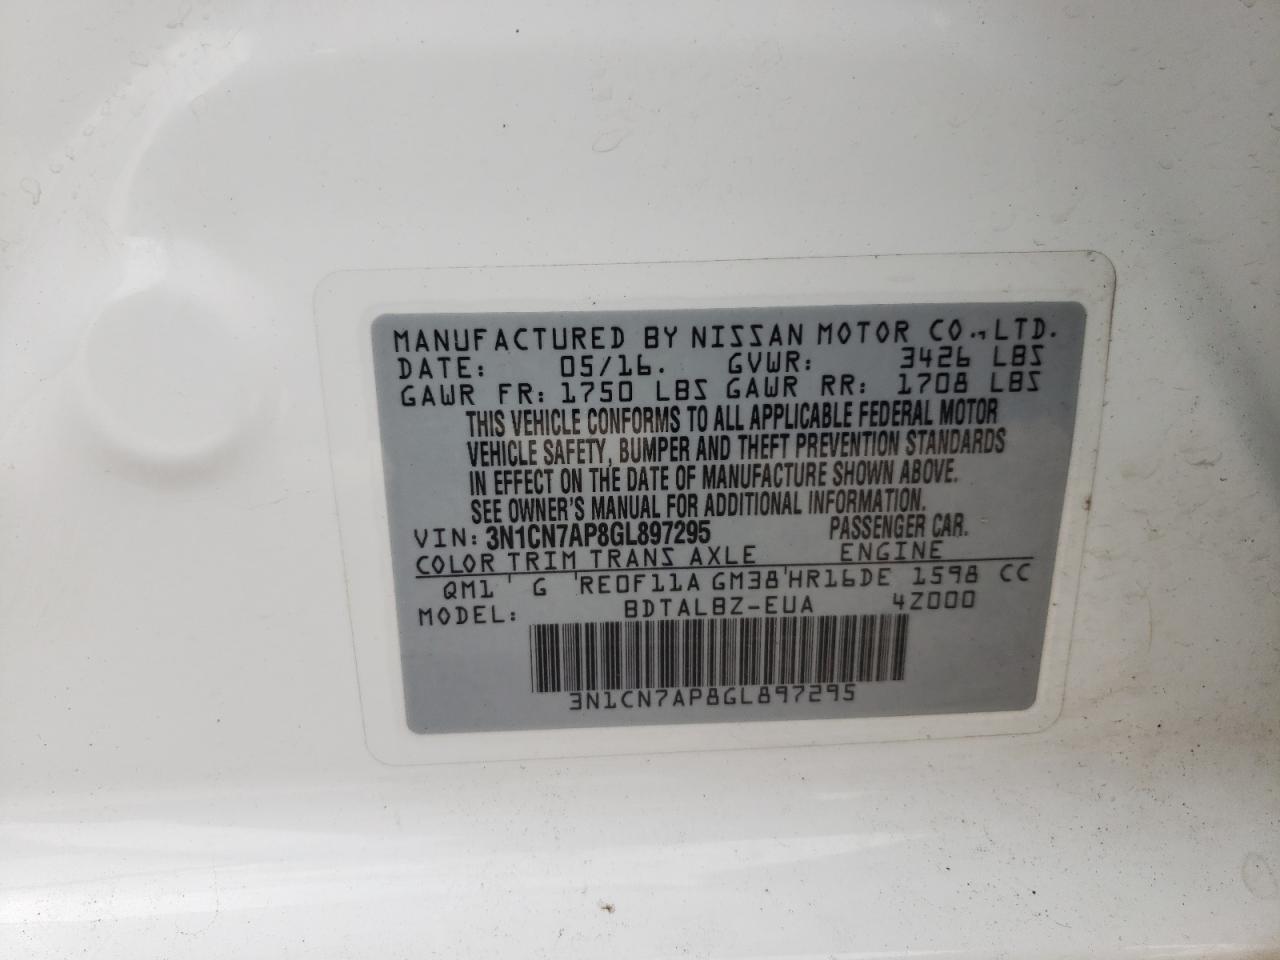 MANUFACTURED BY NISSAN MOTOR CO., LTD.
DATE: 05/16. GVWR: 3426 LBS
GAWR FR: 1750 LBS GAWR RR: 1708 LBS
THIS VEHICLE CONFORMS TO ALL APPLICABLE FEDERAL MOTOR
VEHICLE SAFETY, BUMPER AND THEFT PREVENTION STANDARDS
IN EFFECT ON THE DATE OF MANUFACTURE SHOWN ABOVE.
SEE OWNER'S MANUAL FOR ADDITIONAL INFORMATION.
VIN: 3N1CN7AP8GL897295 PASSENGER CAR.
COLOR TRIM TRANS AXLE ENGINE
QM1 ' G 'RE0F11A GM38'HR16DE 1598 CC
MODEL: BDTALBZ-EUA 4Z000
3N1CN7AP8GL897295